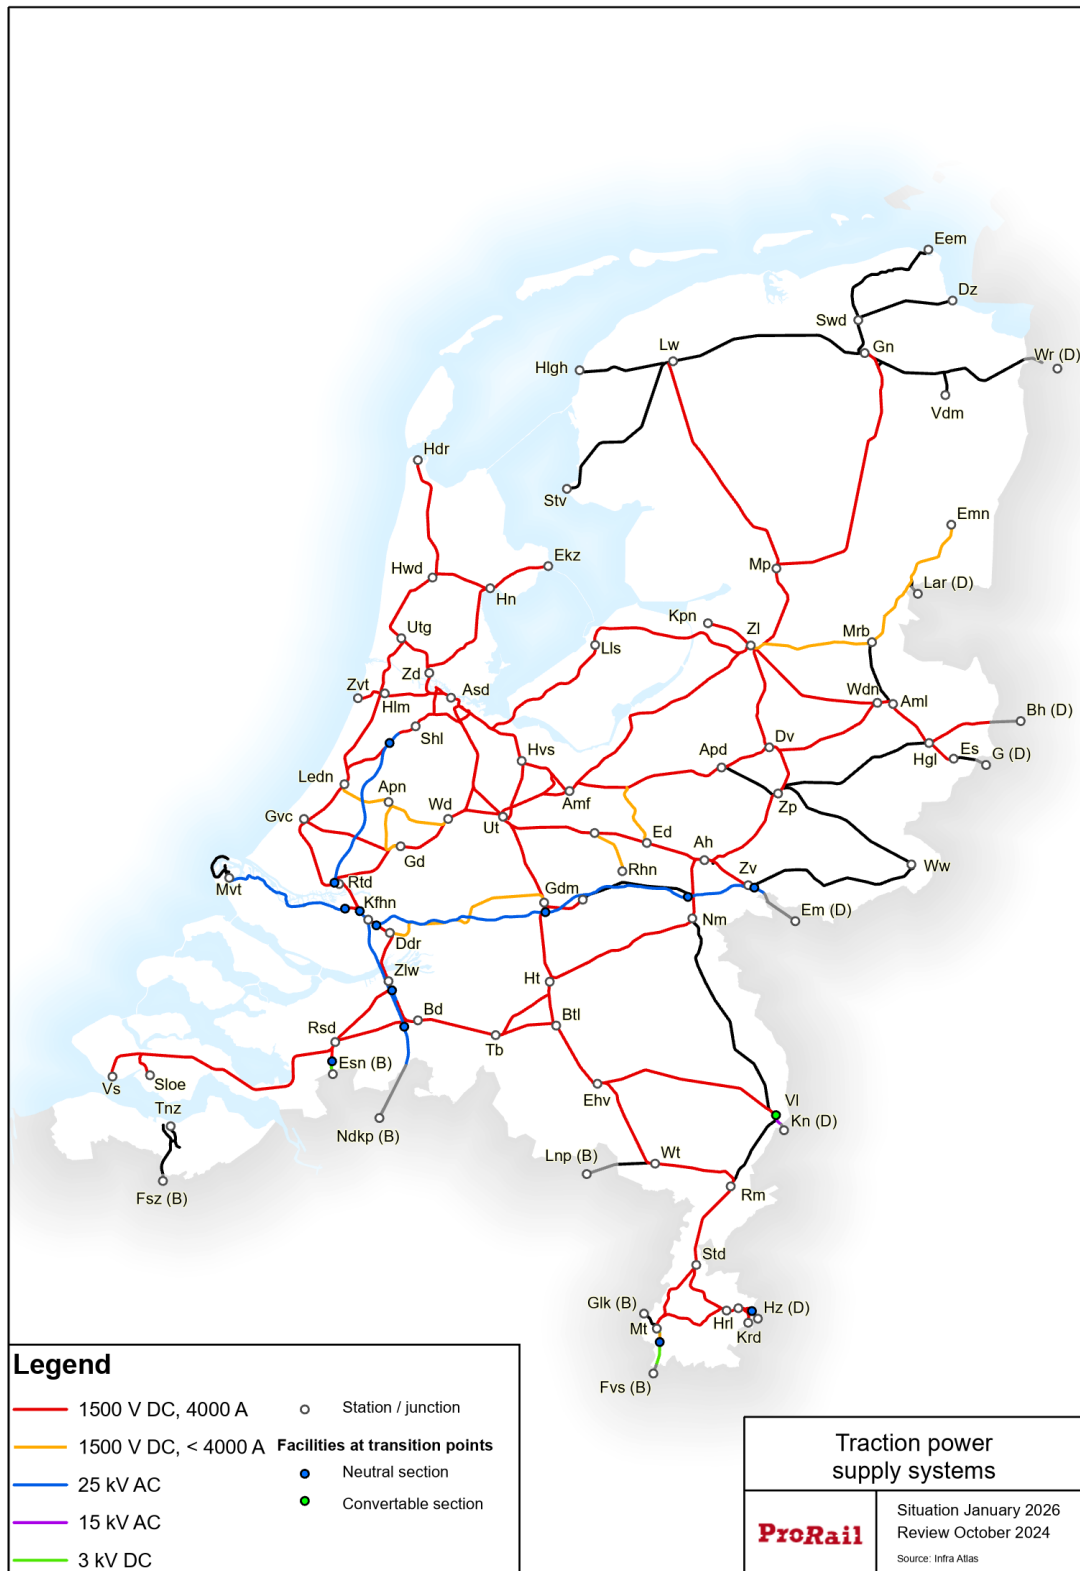 Eem
Dz
Swd
Gn
Lw
Wr (D)
Hlgh
Vdm
Hdr
Stv
Emn
Ekz
Mp
Hwd
Lar (D)
Hn
Kpn
Utg
Zl
Mrb
Lls
Zd
Zvt
Asd
Wdn
Aml
Hlm
Bh (D)
Shl
Dv
Hvs
Apd
Hgl
Es
G (D)
Ledn
Apn
Amf
Zp
Gvc
Wd
Ut
Ed
Gd
Ah
Ww
Rhn
Zv
Mvt
Rtd
Gdm
Kfhn
Em (D)
Nm
Ddr
Zlw
Ht
Bd
Btl
Rsd
Tb
Esn (B)
Vs
Sloe
Ehv
Vl
Tnz
Kn (D)
Ndkp (B)
Lnp (B)
Wt
Fsz (B)
Rm
Std
Glk (B)
Hz (D)
Mt
Hrl
Krd
Fvs (B)
Legend
1500 V DC, 4000 A
1500 V DC, < 4000 A
25 kV AC
15 kV AC
3 kV DC
Station / junction
Facilities at transition points
Neutral section
Convertable section
Traction power
supply systems
ProRail
Situation January 2026
Review October 2024
Source: Infra Atlas